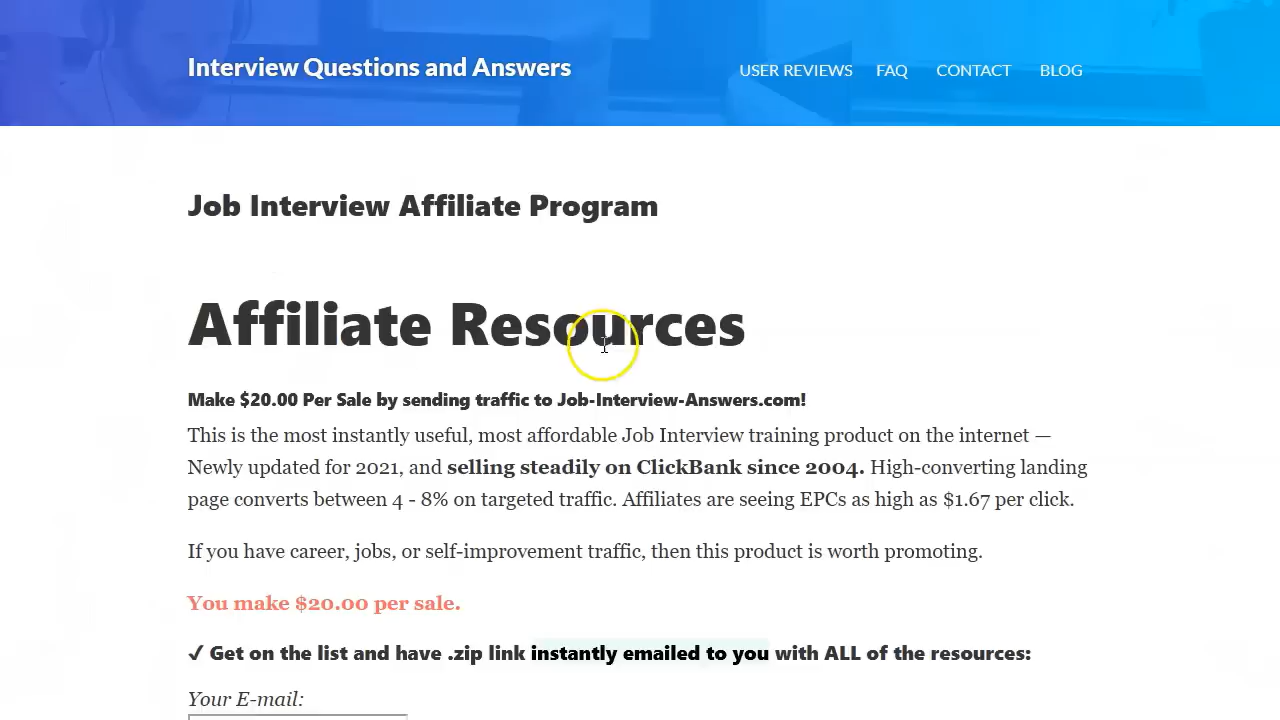 Interview Questions and Answers
USER REVIEWS FAQ CONTACT BLOG
Job Interview Affiliate Program
Affiliate Resources
Make $20.00 Per Sale by sending traffic to Job-Interview-Answers.com!
This is the most instantly useful, most affordable Job Interview training product on the internet —
Newly updated for 2021, and selling steadily on ClickBank since 2004. High-converting landing
page converts between 4 - 8% on targeted traffic. Affiliates are seeing EPCs as high as $1.67 per click.
If you have career, jobs, or self-improvement traffic, then this product is worth promoting.
You make $20.00 per sale.
✓ Get on the list and have .zip link instantly emailed to you with ALL of the resources:
Your E-mail: